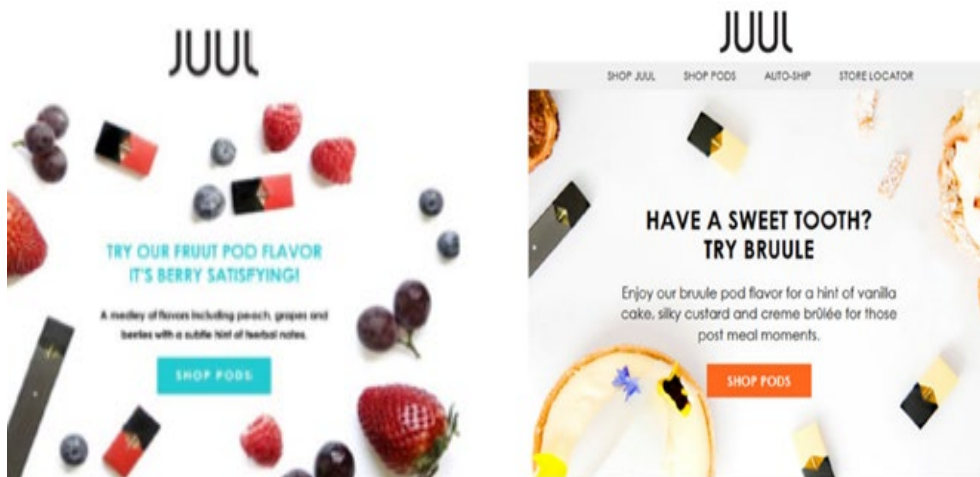 JUUL
TRY OUR FRUUT POD FLAVOR
IT'S BERRY SATISFYING!
A medley of flavors including peach, grapes and
berries with a subtle hint of herbal notes.
SHOP PODS
JUUL
SHOP JUUL SHOP PODS AUTO-SHIP STORE LOCATOR
HAVE A SWEET TOOTH?
TRY BRUULE
Enjoy our bruule pod flavor for a hint of vanilla
cake, silky custard and creme brûlée for those
post meal moments.
SHOP PODS